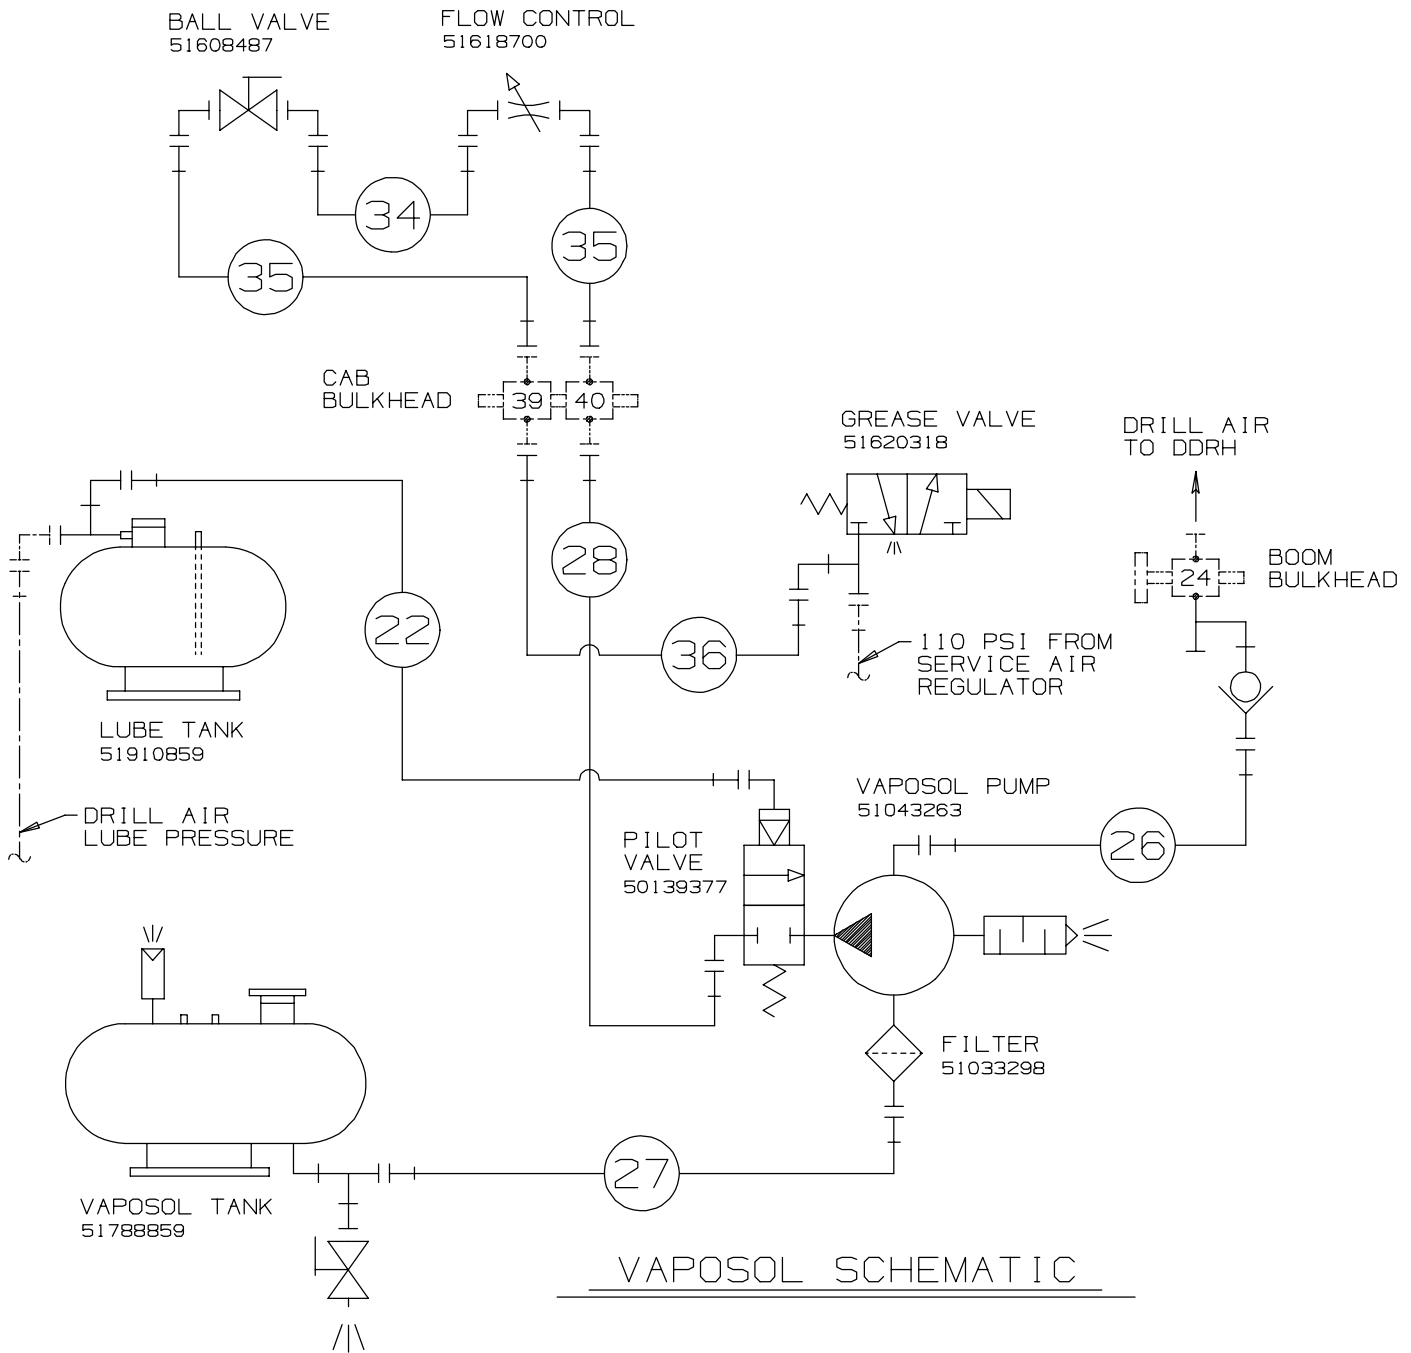 BALL VALVE
51608487
FLOW CONTROL
51618700
34
35
35
CAB
BULKHEAD
39
40
GREASE VALVE
51620318
DRILL AIR
TO DDRH
28
24
BOOM
BULKHEAD
22
36
110 PSI FROM
SERVICE AIR
REGULATOR
LUBE TANK
51910859
DRILL AIR
LUBE PRESSURE
VAPOSOL PUMP
51043263
PILOT
VALVE
50139377
26
FILTER
51033298
27
VAPOSOL TANK
51788859
VAPOSOL SCHEMATIC